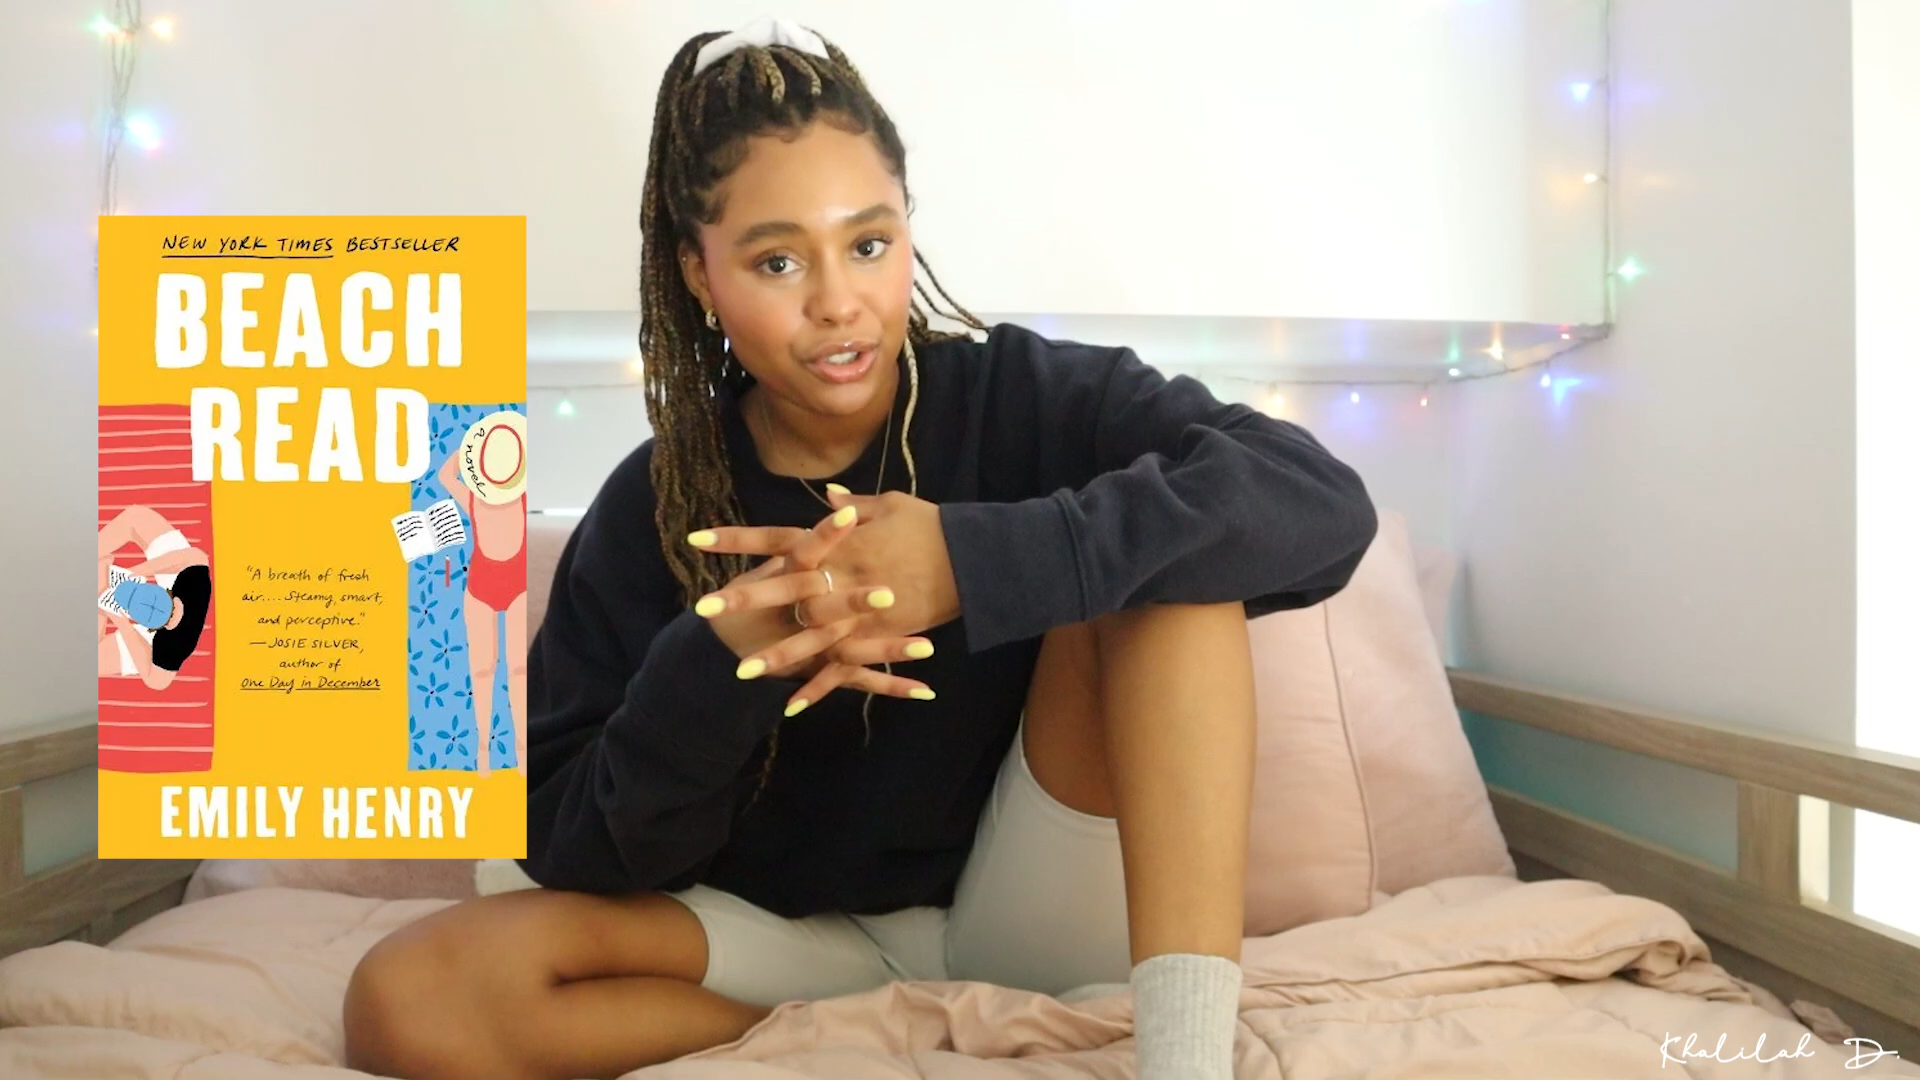 NEW YORK TIMES BESTSELLER
BEACH
READ
a novel
"A breath of fresh
air.... Steamy, smart,
and perceptive."
—JOSIE SILVER,
author of
One Day in December
EMILY HENRY
Khalilah D.